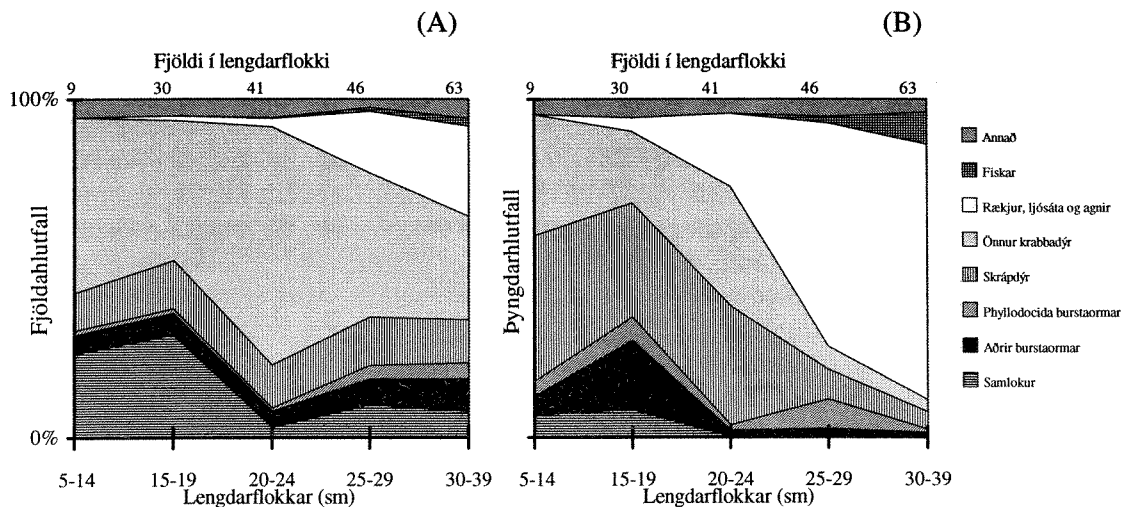 (A)
Fjöldi í lengdarflokki
9 30 41 46 63
100%
Fjöldahlutfall
0%
5-14 15-19 20-24 25-29 30-39
Lengdarflokkar (sm)
(B)
Fjöldi í lengdarflokki
9 30 41 46 63
Þyngdarhlutfall
5-14 15-19 20-24 25-29 30-39
Lengdarflokkar (sm)
Annað
Fiskar
Rækjur, ljósáta og agnir
Önnur krabbadýr
Skrápdýr
Phyllodocida burstaormar
Aðrir burstaormar
Samlokur